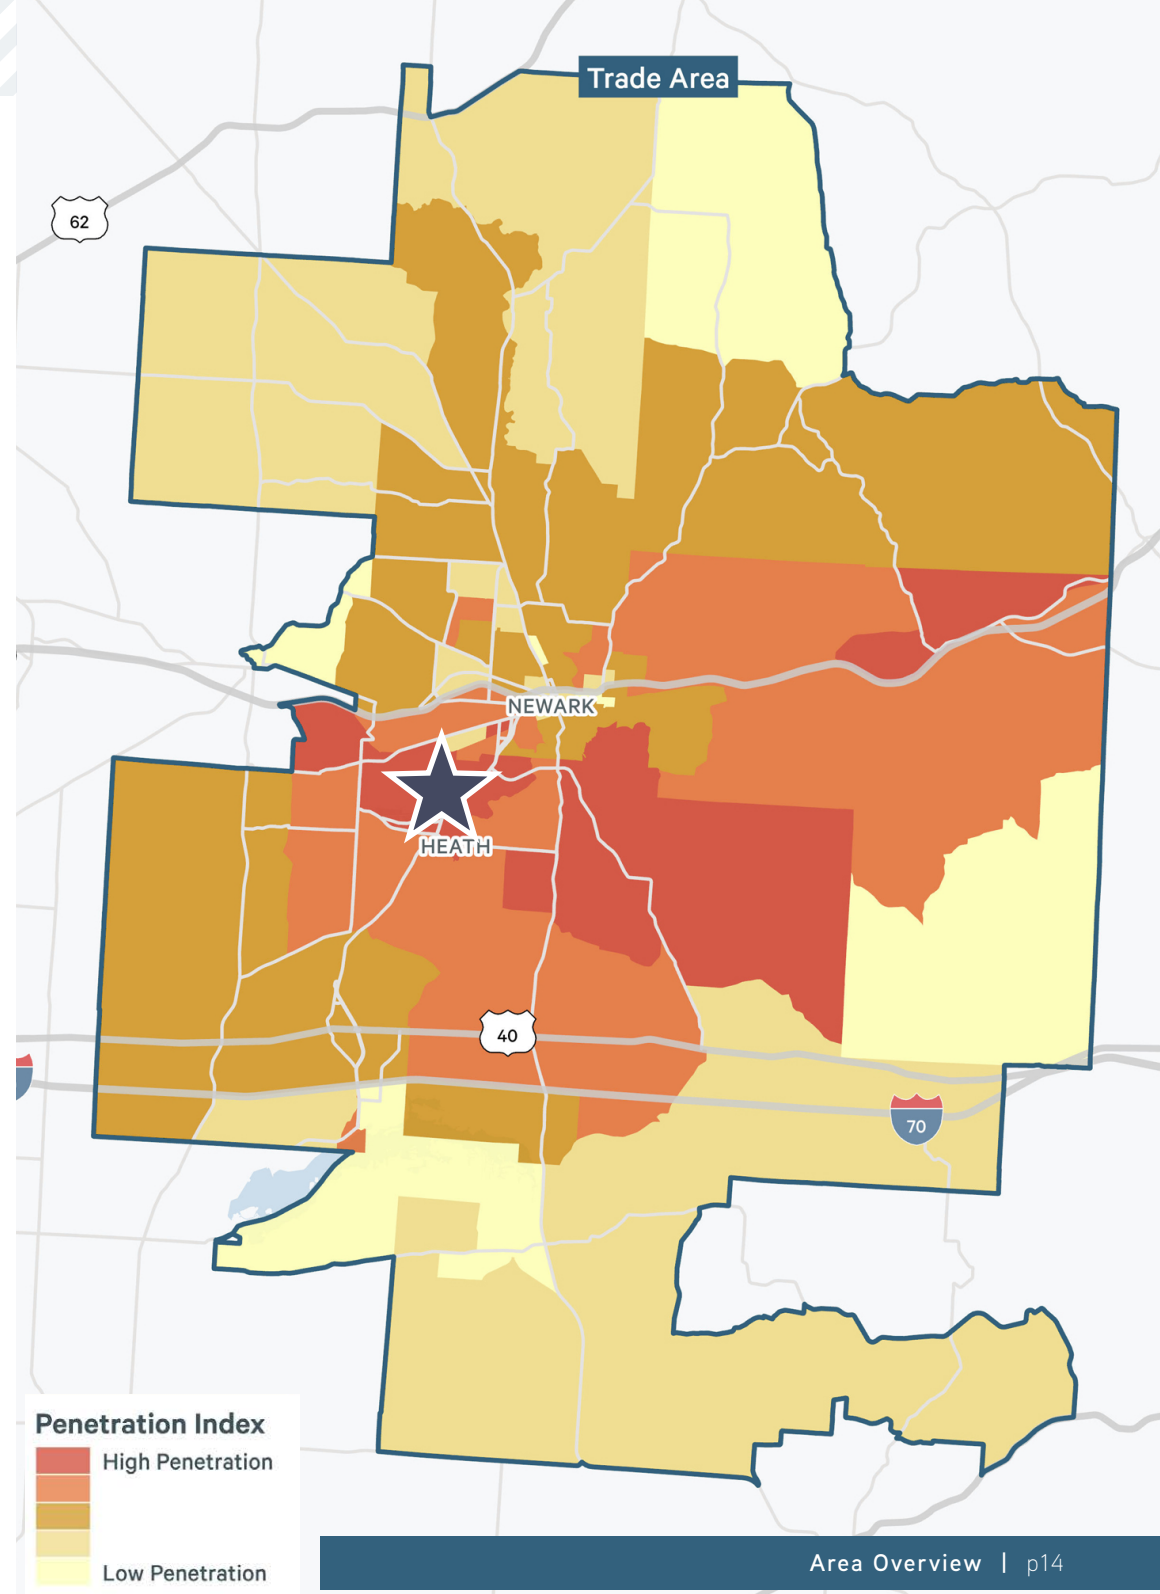 Trade Area
62
NEWARK
HEATH
40
70
Penetration Index
High Penetration
Low Penetration
Area Overview | p14